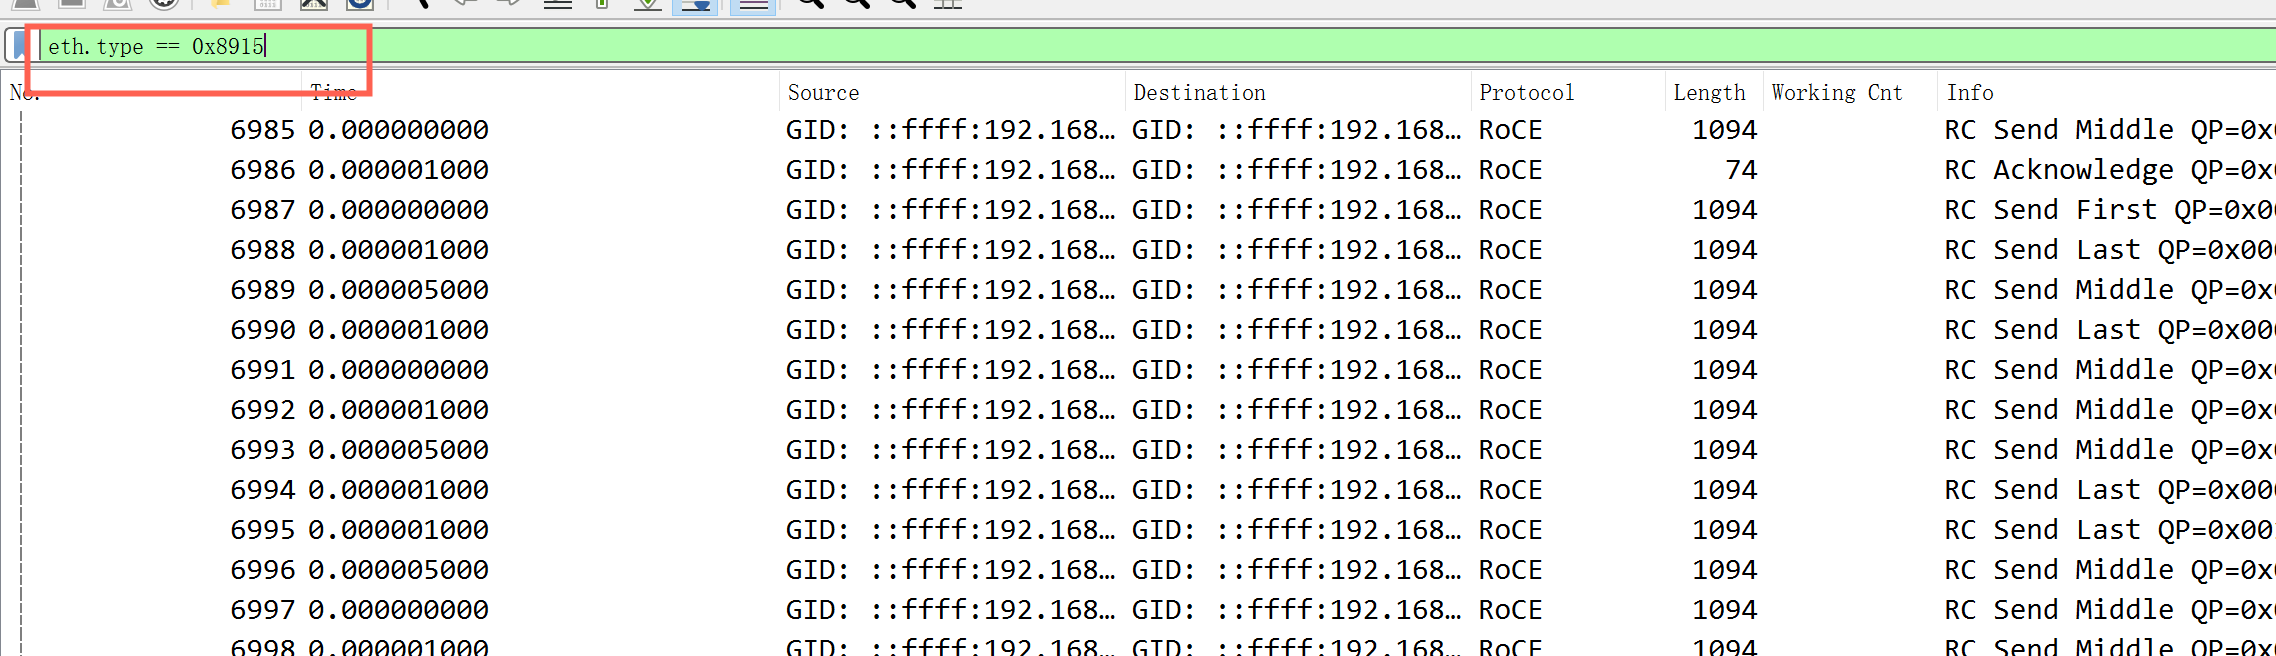 eth.type == 0x8915
No. Time Source Destination Protocol Length Working Cnt Info
6985 0.000000000 GID: ::ffff:192.168… GID: ::ffff:192.168… RoCE 1094 RC Send Middle QP=0x
6986 0.000001000 GID: ::ffff:192.168… GID: ::ffff:192.168… RoCE 74 RC Acknowledge QP=0x
6987 0.000000000 GID: ::ffff:192.168… GID: ::ffff:192.168… RoCE 1094 RC Send First QP=0x0
6988 0.000001000 GID: ::ffff:192.168… GID: ::ffff:192.168… RoCE 1094 RC Send Last QP=0x00
6989 0.000005000 GID: ::ffff:192.168… GID: ::ffff:192.168… RoCE 1094 RC Send Middle QP=0x
6990 0.000001000 GID: ::ffff:192.168… GID: ::ffff:192.168… RoCE 1094 RC Send Last QP=0x00
6991 0.000000000 GID: ::ffff:192.168… GID: ::ffff:192.168… RoCE 1094 RC Send Middle QP=0x
6992 0.000001000 GID: ::ffff:192.168… GID: ::ffff:192.168… RoCE 1094 RC Send Middle QP=0x
6993 0.000005000 GID: ::ffff:192.168… GID: ::ffff:192.168… RoCE 1094 RC Send Middle QP=0x
6994 0.000001000 GID: ::ffff:192.168… GID: ::ffff:192.168… RoCE 1094 RC Send Last QP=0x00
6995 0.000001000 GID: ::ffff:192.168… GID: ::ffff:192.168… RoCE 1094 RC Send Last QP=0x00
6996 0.000005000 GID: ::ffff:192.168… GID: ::ffff:192.168… RoCE 1094 RC Send Middle QP=0x
6997 0.000000000 GID: ::ffff:192.168… GID: ::ffff:192.168… RoCE 1094 RC Send Middle QP=0x
6998 0.000001000 GID: ::ffff:192.168… GID: ::ffff:192.168… RoCE 1094 RC Send Middle QP=0x